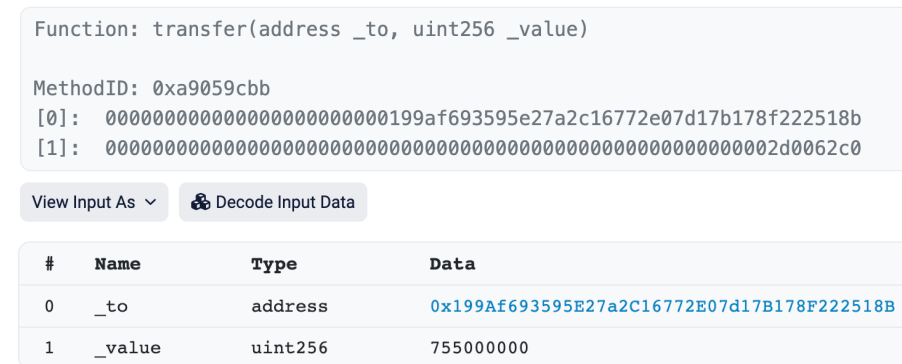 Function: transfer(address _to, uint256 _value)
MethodID: 0xa9059cbb
[0]: 000000000000000000000000199af693595e27a2c16772e07d17b178f222518b
[1]: 000000000000000000000000000000000000000000000000000000002d0062c0
View Input As Decode Input Data
# Name Type Data
0 _to address 0x199Af693595E27a2C16772E07d17B178F222518B
1 _value uint256 755000000